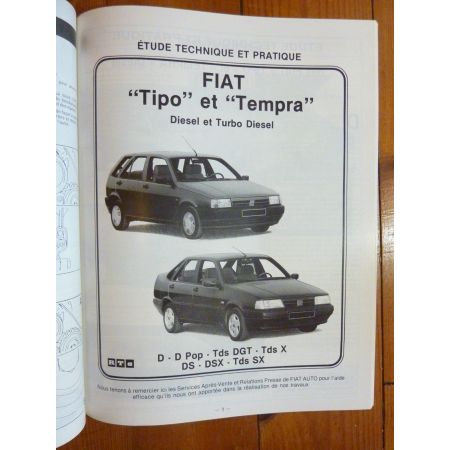 ÉTUDE TECHNIQUE ET PRATIQUE
FIAT
“Tipo” et “Tempra”
Diesel et Turbo Diesel
D - D Pop - Tds DGT - Tds X
DS - DSX - Tds SX
RTA
Nous tenons à remercier ici les Services Après-Vente et Relations Presse de FIAT AUTO pour l'aide
efficace qu'ils nous ont apportée dans la réalisation de nos travaux.